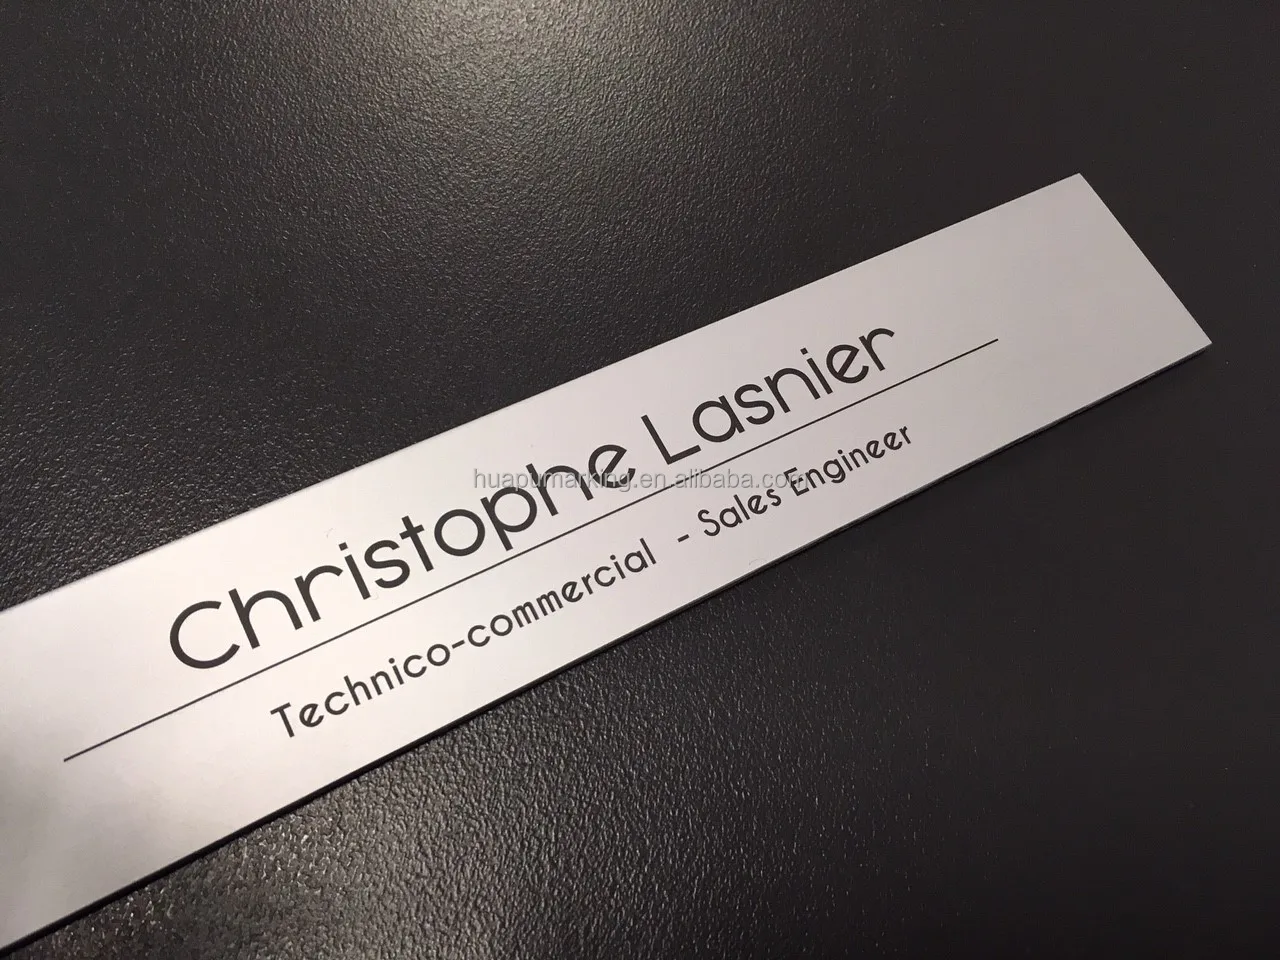 Christophe Lasnier
huapumarking.en.alibaba.com
Technico-commercial - Sales Engineer